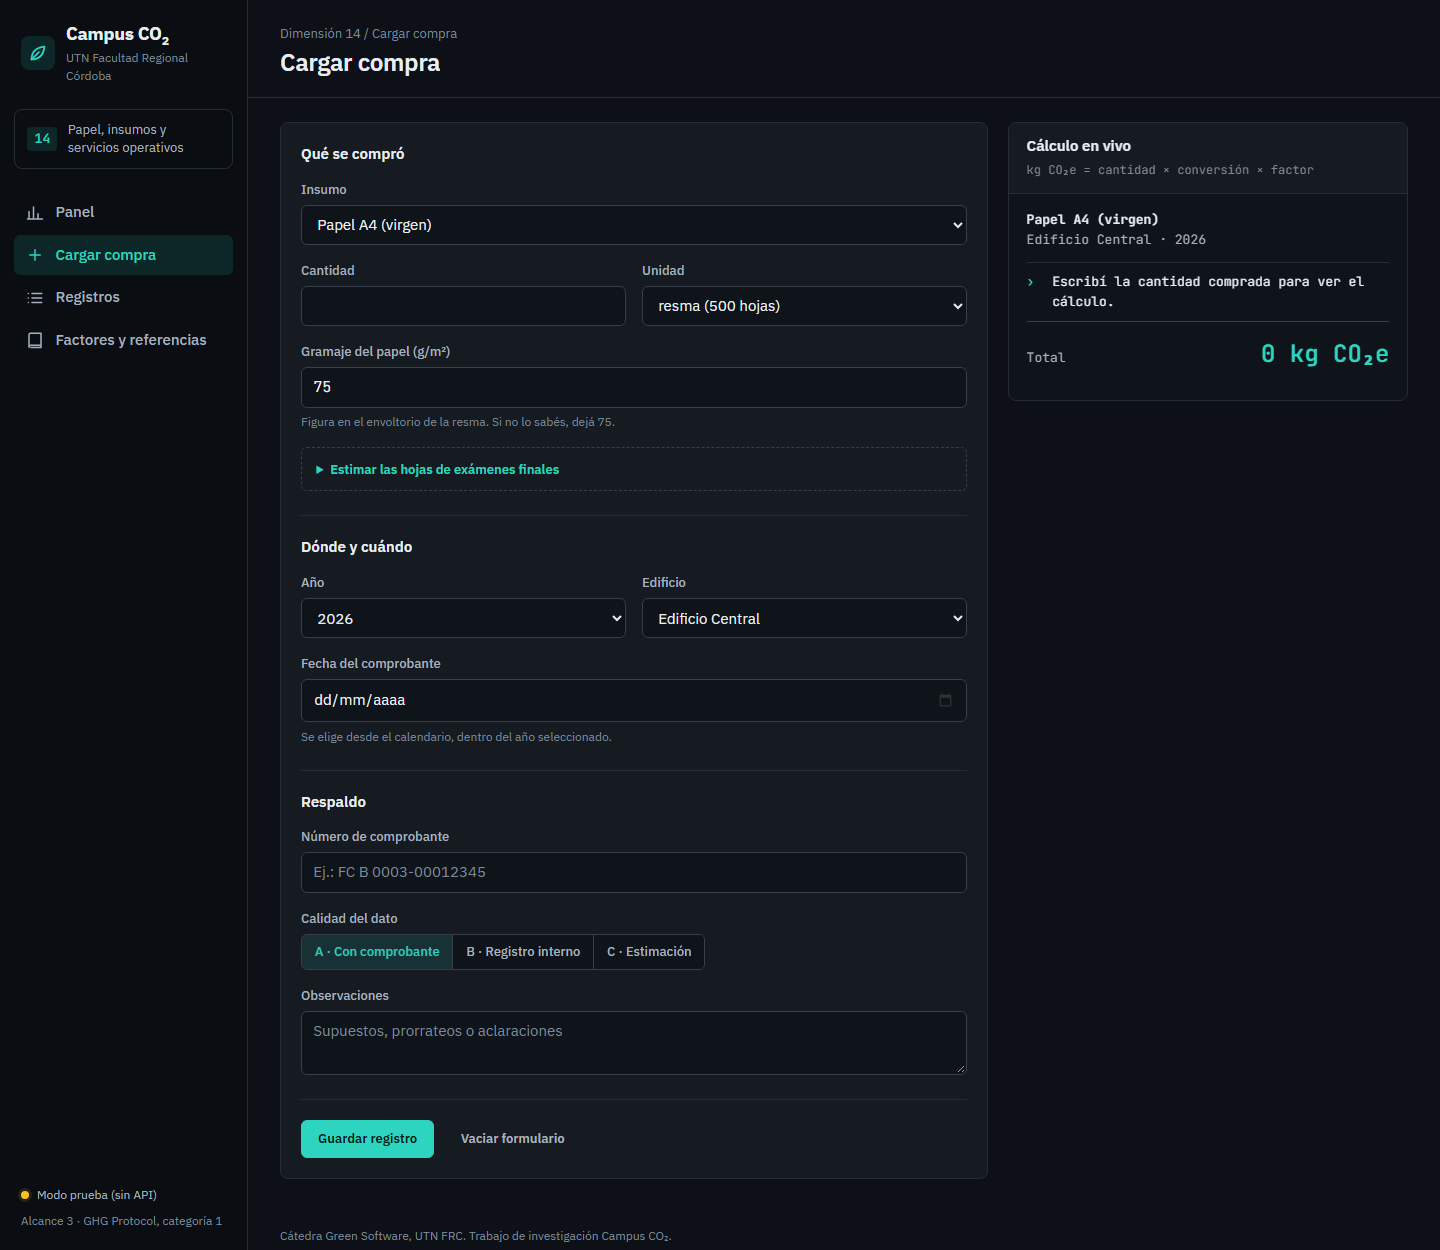 Campus CO₂
UTN Facultad Regional
Córdoba
14
Papel, insumos y
servicios operativos
Panel
Cargar compra
Registros
Factores y referencias
Modo prueba (sin API)
Alcance 3 · GHG Protocol, categoría 1
Dimensión 14 / Cargar compra
Cargar compra
Qué se compró
Insumo
Papel A4 (virgen)
Cantidad
Unidad
resma (500 hojas)
Gramaje del papel (g/m²)
75
Figura en el envoltorio de la resma. Si no lo sabés, dejá 75.
Estimar las hojas de exámenes finales
Dónde y cuándo
Año
Edificio
2026
Edificio Central
Fecha del comprobante
dd/mm/aaaa
Se elige desde el calendario, dentro del año seleccionado.
Respaldo
Número de comprobante
Ej.: FC B 0003-00012345
Calidad del dato
A · Con comprobante
B · Registro interno
C · Estimación
Observaciones
Supuestos, prorrateos o aclaraciones
Guardar registro
Vaciar formulario
Cálculo en vivo
kg CO₂e = cantidad × conversión × factor
Papel A4 (virgen)
Edificio Central · 2026
› Escribí la cantidad comprada para ver el
cálculo.
Total
0 kg CO₂e
Cátedra Green Software, UTN FRC. Trabajo de investigación Campus CO₂.